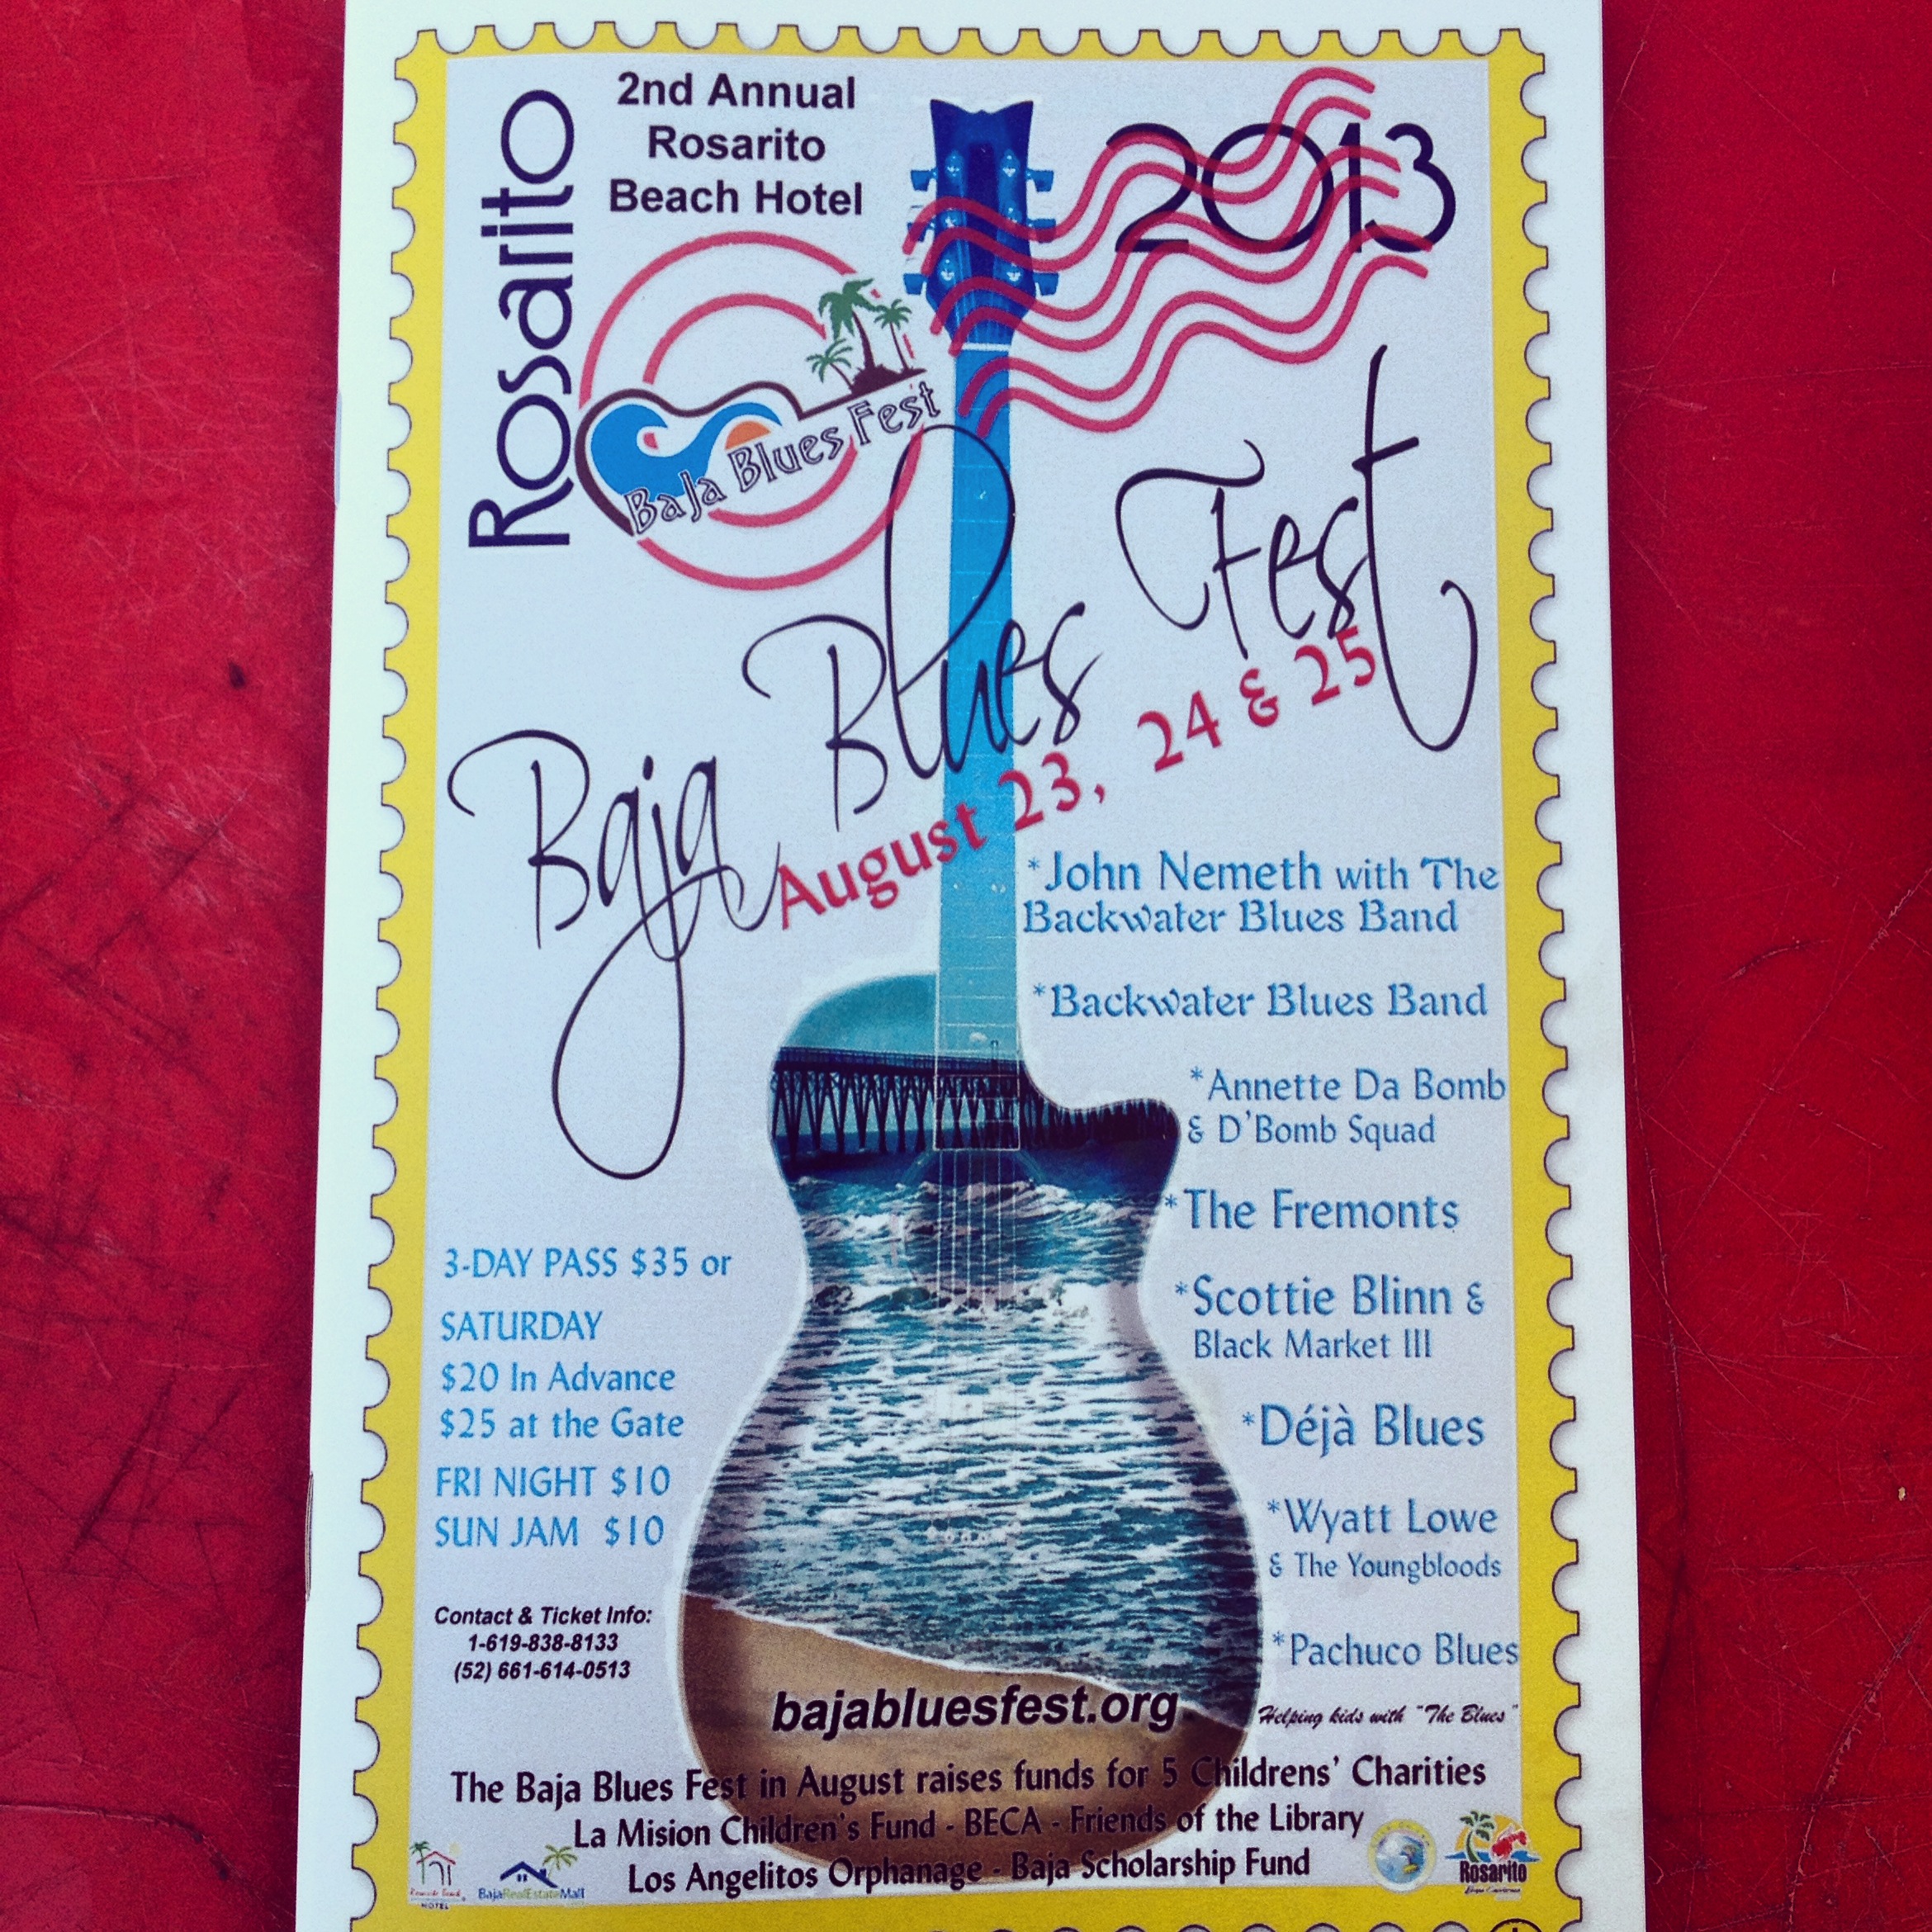 2nd Annual
Rosarito
Beach Hotel
Rosarito
2013
Baja Blues Fest
Baja Blues Fest
August 23, 24 & 25
*John Nemeth with The
Backwater Blues Band
*Backwater Blues Band
*Annette Da Bomb
& D'Bomb Squad
*The Fremonts
*Scottie Blinn &
Black Market III
*Déjà Blues
*Wyatt Lowe
& The Youngbloods
*Pachuco Blues
3-DAY PASS $35 or
SATURDAY
$20 In Advance
$25 at the Gate
FRI NIGHT $10
SUN JAM $10
Contact & Ticket Info:
1-619-838-8133
(52) 661-614-0513
bajabluesfest.org
Helping kids with "The Blues"
The Baja Blues Fest in August raises funds for 5 Childrens' Charities
La Mision Children's Fund - BECA - Friends of the Library
Los Angelitos Orphanage - Baja Scholarship Fund
HOTEL
BajaRealEstateMall
Rosarito